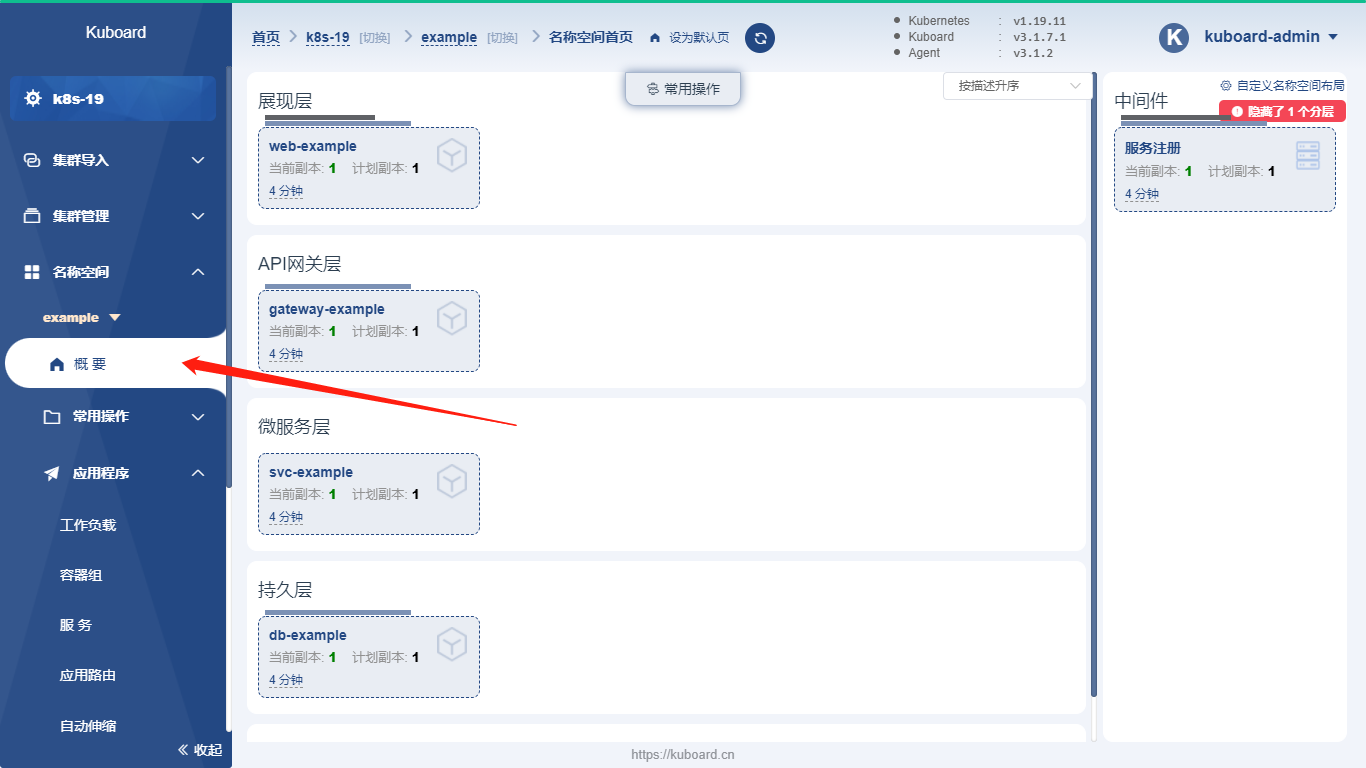 Kuboard
k8s-19
集群导入
集群管理
名称空间
example
概 要
常用操作
应用程序
工作负载
容器组
服 务
应用路由
自动伸缩
收起
首页 k8s-19 [切换] example [切换] 名称空间首页 设为默认页
Kubernetes : v1.19.11
Kuboard : v3.1.7.1
Agent : v3.1.2
K kuboard-admin
常用操作
按描述升序
展现层
web-example
当前副本: 1 计划副本: 1
4 分钟
API网关层
gateway-example
当前副本: 1 计划副本: 1
4 分钟
微服务层
svc-example
当前副本: 1 计划副本: 1
4 分钟
持久层
db-example
当前副本: 1 计划副本: 1
4 分钟
自定义名称空间布局
中间件
隐藏了 1 个分层
服务注册
当前副本: 1 计划副本: 1
4 分钟
https://kuboard.cn